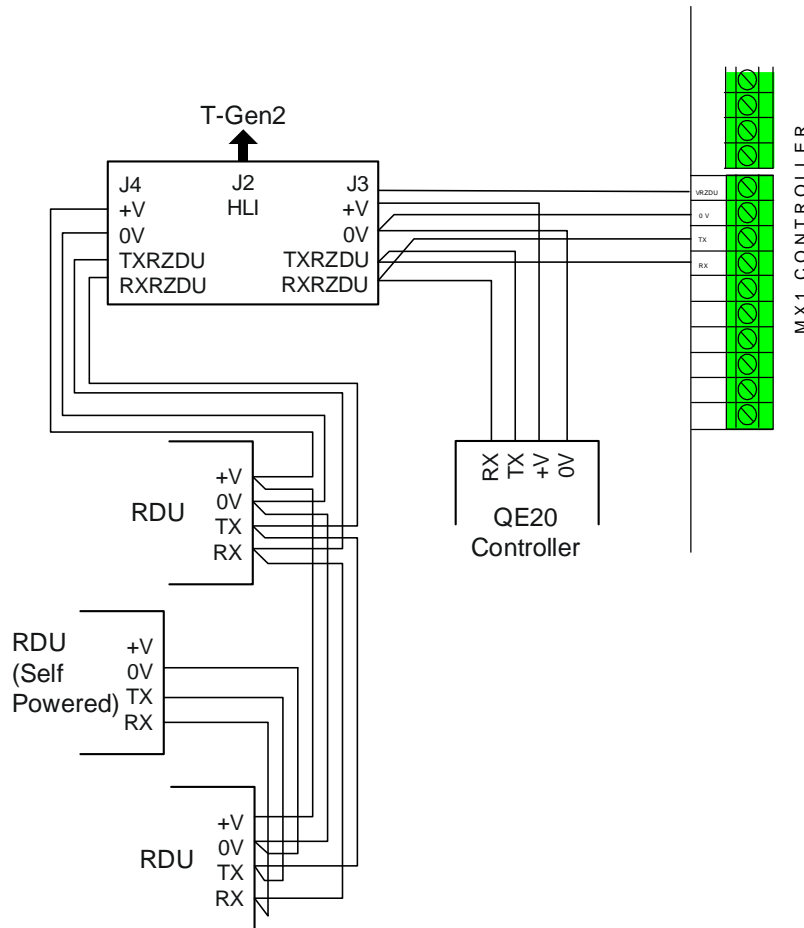 T-Gen2
J4
J2
J3
HLI
+V
0V
TXRZDU
RXRZDU
+V
0V
TXRZDU
RXRZDU
VRZDU
0 V
TX
RX
MX1 CONTROLLER
RX
TX
+V
0V
QE20
Controller
RDU
+V
0V
TX
RX
RDU
(Self
Powered)
+V
0V
TX
RX
RDU
+V
0V
TX
RX